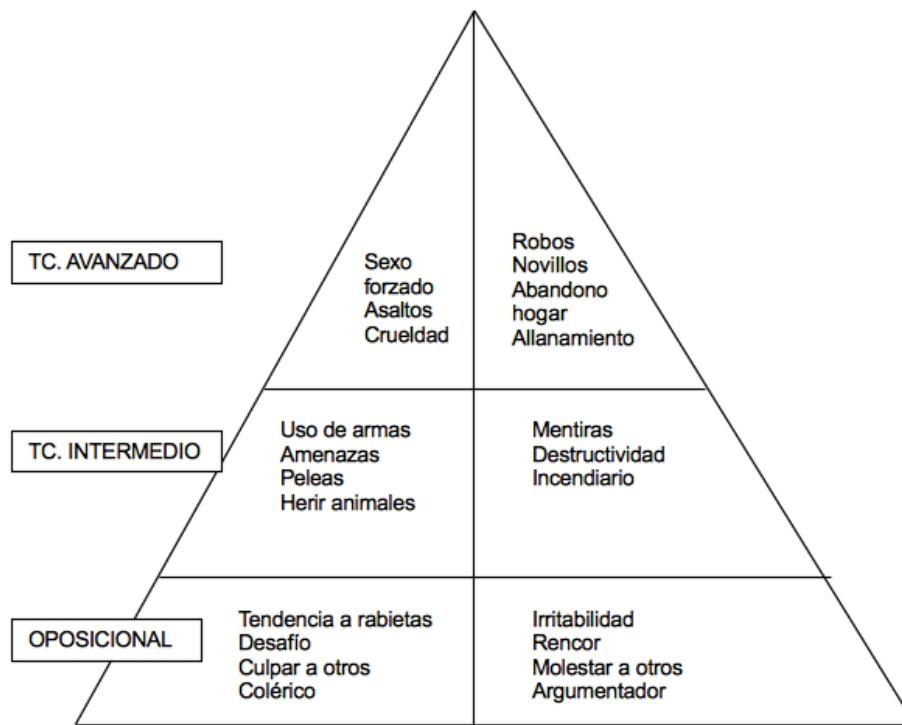 TC. AVANZADO
Sexo
forzado
Asaltos
Crueldad
Robos
Novillos
Abandono
hogar
Allanamiento
TC. INTERMEDIO
Uso de armas
Amenazas
Peleas
Herir animales
Mentiras
Destructividad
Incendiario
OPOSICIONAL
Tendencia a rabietas
Desafío
Culpar a otros
Colérico
Irritabilidad
Rencor
Molestar a otros
Argumentador